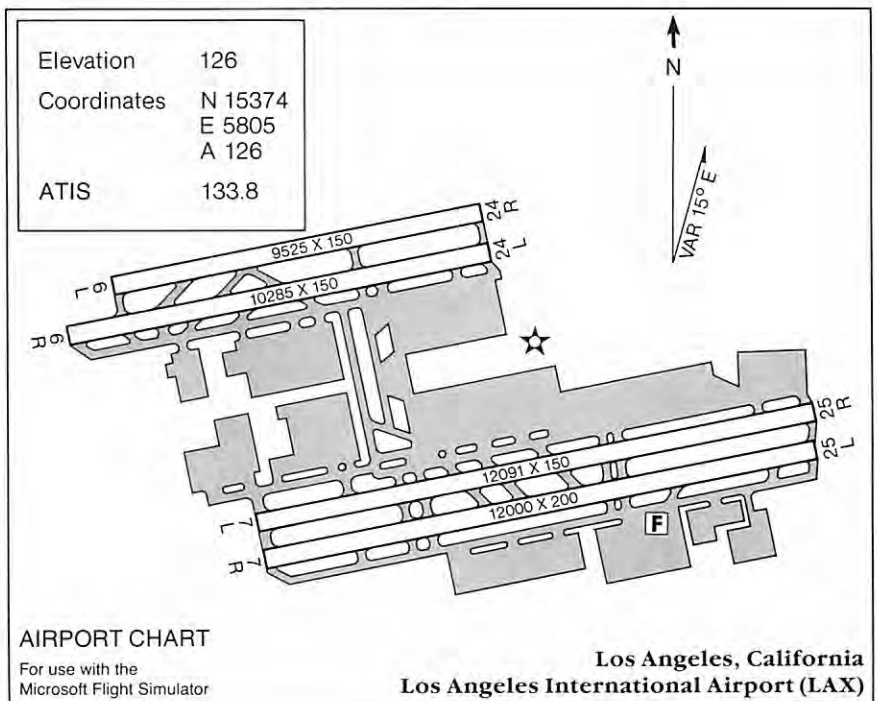 Elevation 126
Coordinates N 15374
E 5805
A 126
ATIS 133.8
N
VAR 15° E
24
R
24
L
9525 X 150
10285 X 150
6
L
6
R
25
R
25
L
12091 X 150
12000 X 200
7
L
7
R
F
AIRPORT CHART
For use with the
Microsoft Flight Simulator
Los Angeles, California
Los Angeles International Airport (LAX)